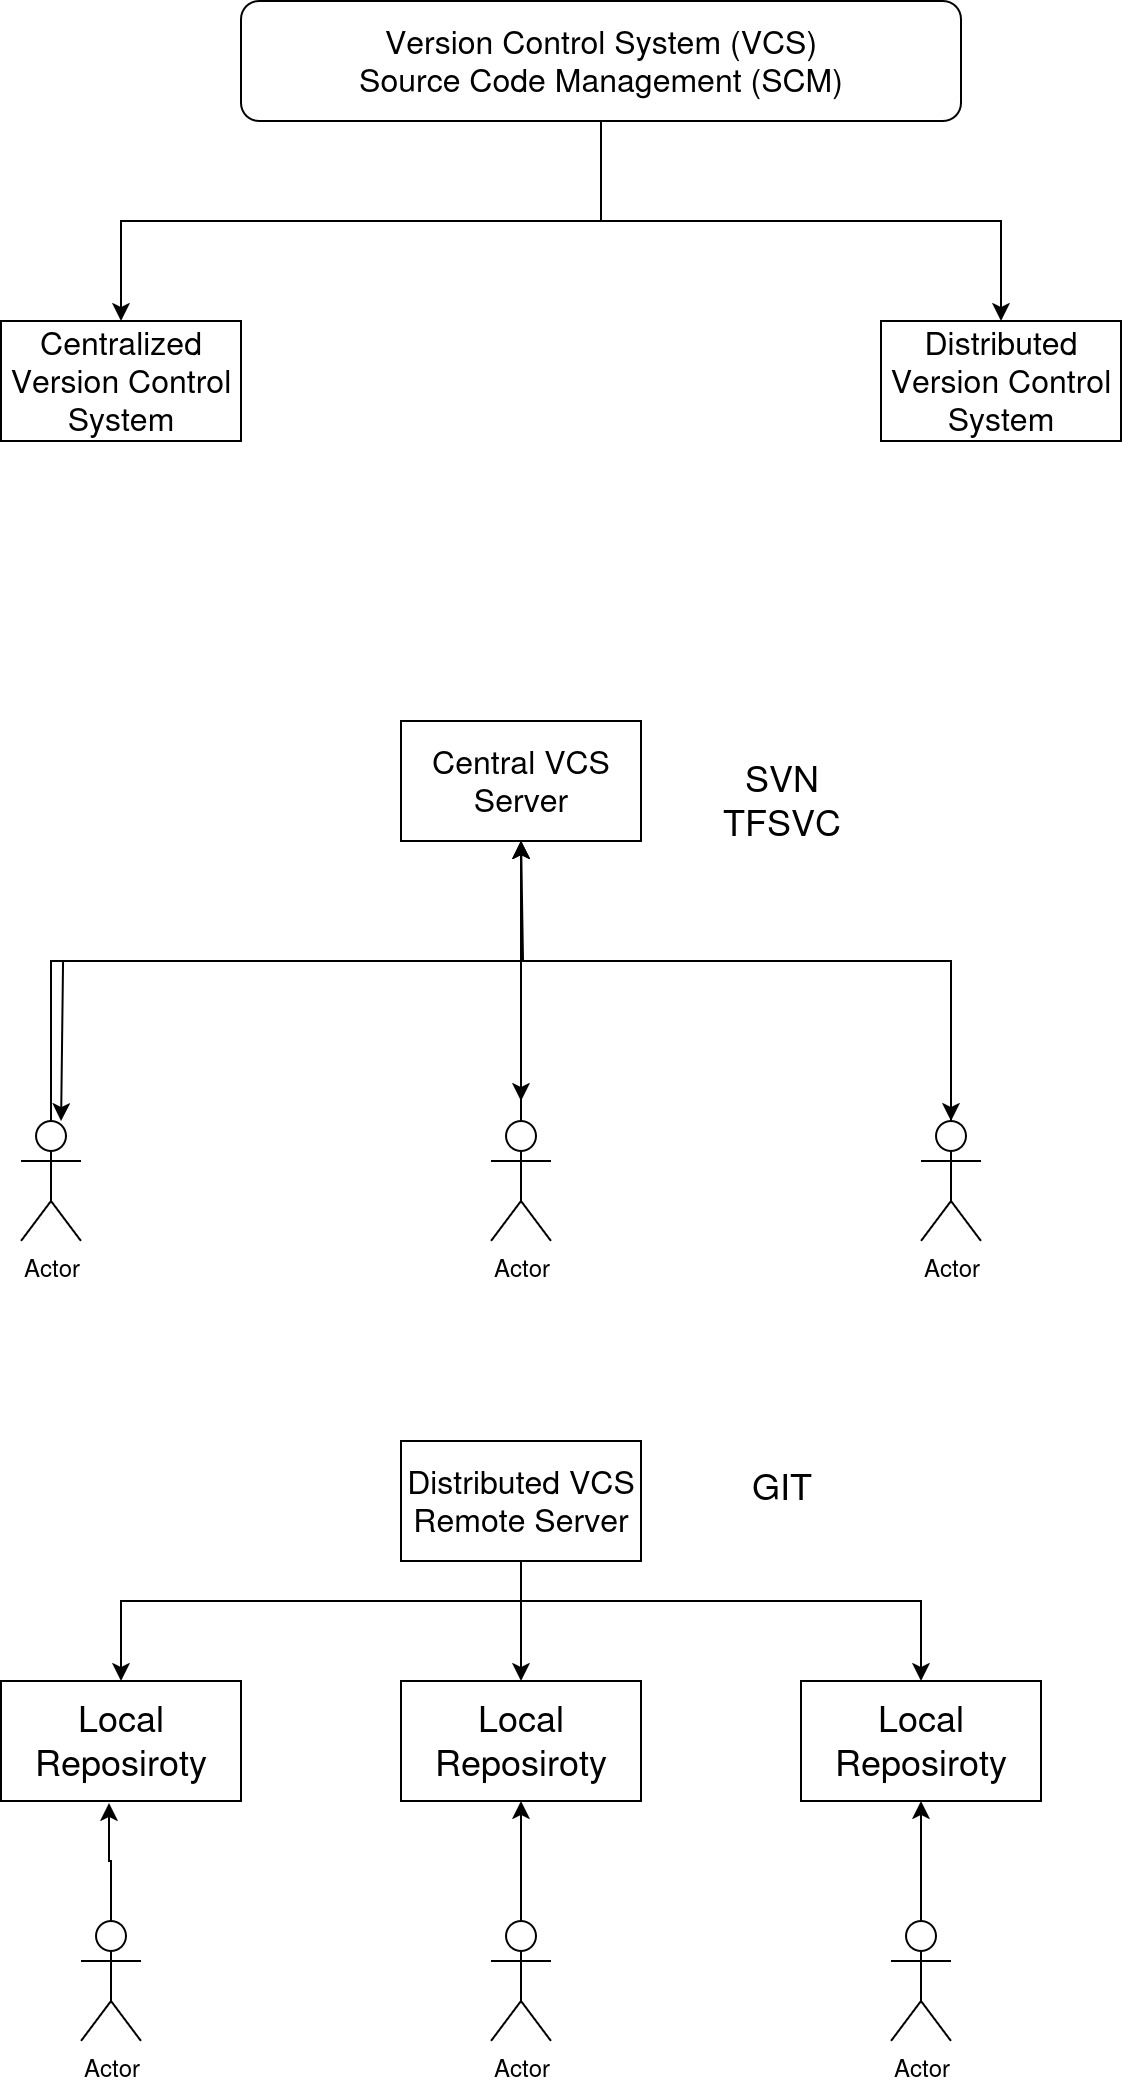 Version Control System (VCS)
Source Code Management (SCM)
Centralized
Version Control
System
Distributed
Version Control
System
Central VCS
Server
SVN
TFSVC
Actor
Actor
Actor
Distributed VCS
Remote Server
GIT
Local
Reposiroty
Local
Reposiroty
Local
Reposiroty
Actor
Actor
Actor